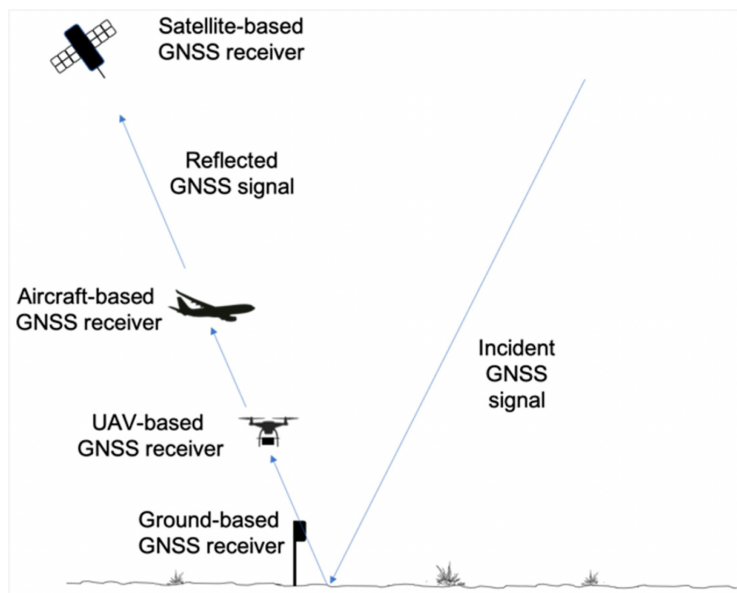 Satellite-based
GNSS receiver
Reflected
GNSS signal
Aircraft-based
GNSS receiver
Incident
GNSS
signal
UAV-based
GNSS receiver
Ground-based
GNSS receiver